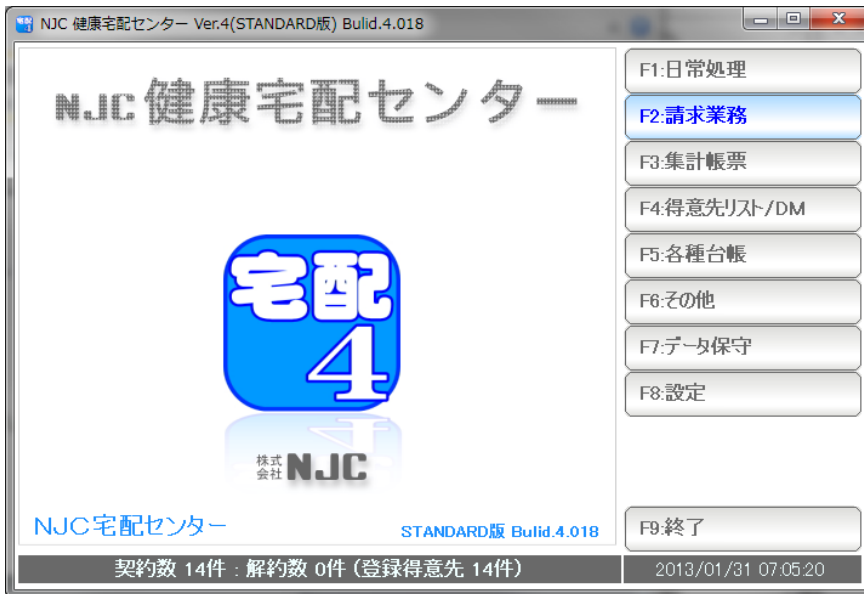 NJC 健康宅配センター Ver.4(STANDARD版) Bulid.4.018
NJC 健康宅配センター
宅配
4
株式会社 NJC
NJC宅配センター
STANDARD版 Bulid.4.018
F1:日常処理
F2:請求業務
F3:集計帳票
F4:得意先リスト/DM
F5:各種台帳
F6:その他
F7:データ保守
F8:設定
F9:終了
契約数 14件 : 解約数 0件 (登録得意先 14件)
2013/01/31 07:05:20